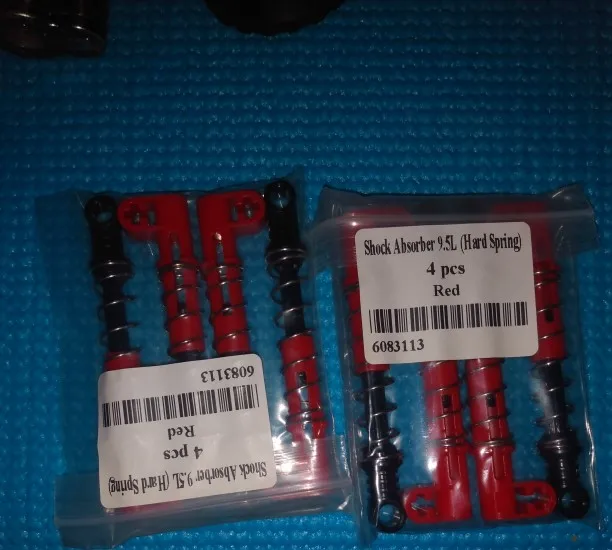 Shock Absorber 9.5L (Hard Spring)
4 pcs
Red
6083113
Shock Absorber 9.5L (Hard Spring)
4 pcs
Red
6083113